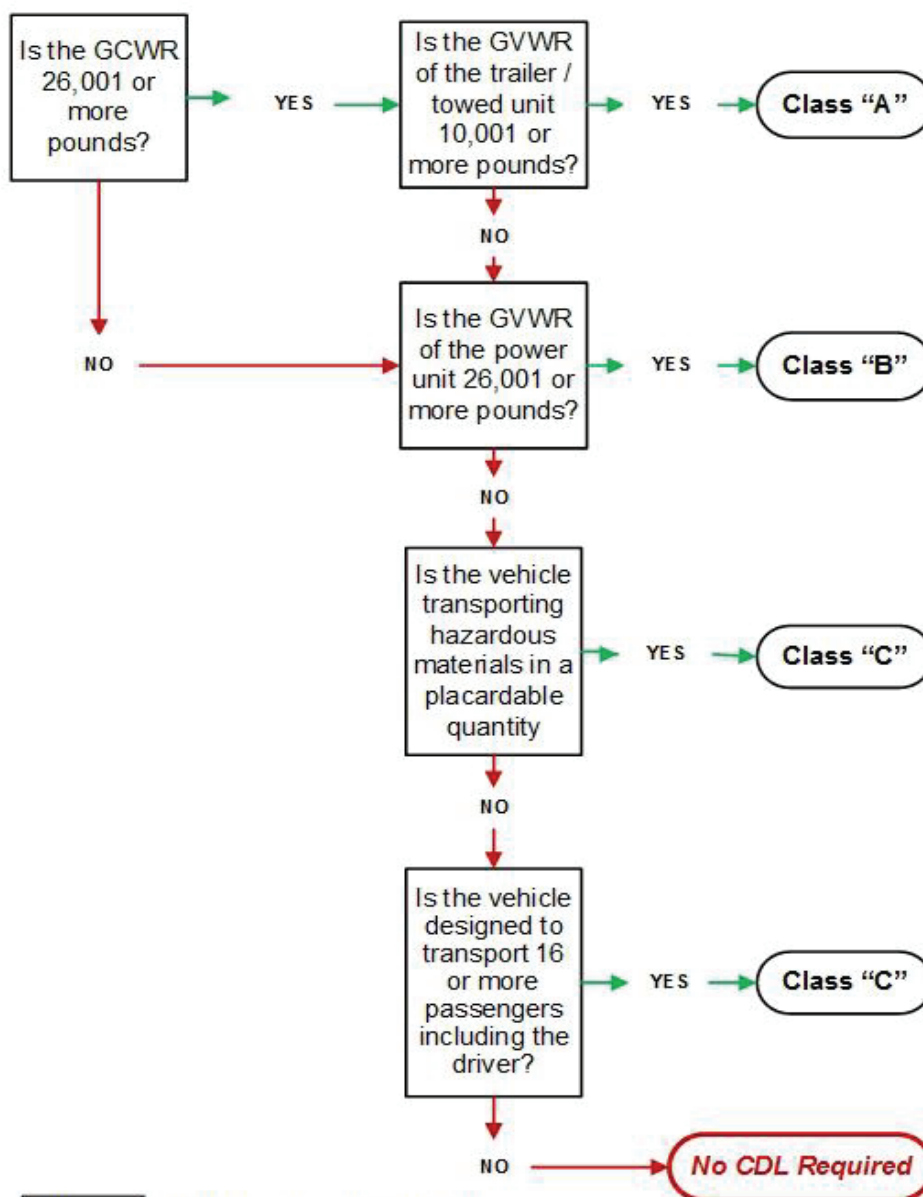 Is the GCWR
26,001 or
more
pounds?
YES
Is the GVWR
of the trailer /
towed unit
10,001 or
more pounds?
YES
Class “A”
NO
NO
Is the GVWR
of the power
unit 26,001 or
more pounds?
YES
Class “B”
NO
Is the vehicle
transporting
hazardous
materials in a
placardable
quantity
YES
Class “C”
NO
Is the vehicle
designed to
transport 16
or more
passengers
including the
driver?
YES
Class “C”
NO
No CDL Required